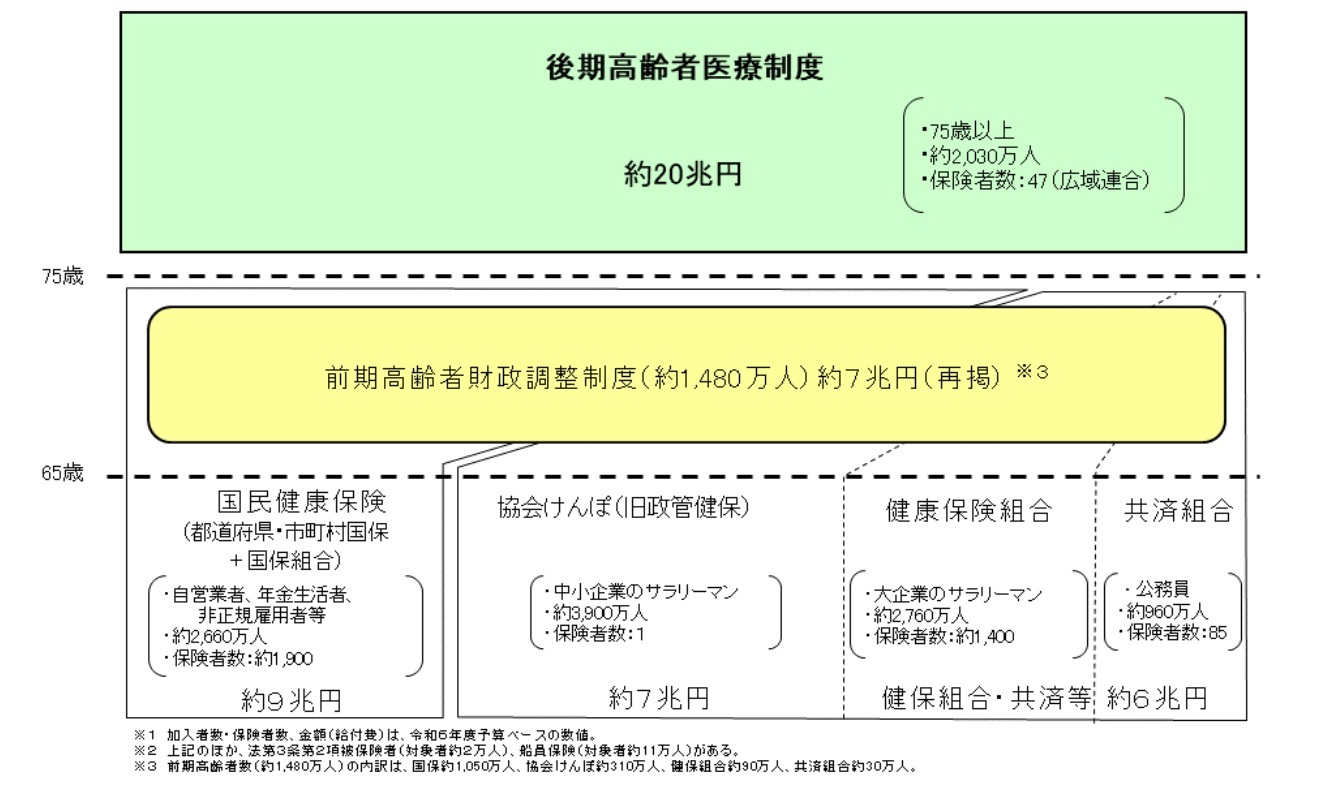 後期高齢者医療制度
約20兆円
・75歳以上
・約2,030万人
・保険者数:47(広域連合)
75歳
前期高齢者財政調整制度(約1,480万人) 約7兆円(再掲) ※3
65歳
国民健康保険
(都道府県・市町村国保
+国保組合)
・自営業者、年金生活者、
非正規雇用者等
・約2,660万人
・保険者数:約1,900
約9兆円
協会けんぽ(旧政管健保)
・中小企業のサラリーマン
・約3,900万人
・保険者数:1
約7兆円
健康保険組合
・大企業のサラリーマン
・約2,760万人
・保険者数:約1,400
共済組合
・公務員
・約960万人
・保険者数:85
健保組合・共済等 約6兆円
※1 加入者数・保険者数、金額(給付費)は、令和6年度予算ベースの数値。
※2 上記のほか、法第3条第2項被保険者(対象者約2万人)、船員保険(対象者約11万人)がある。
※3 前期高齢者数(約1,480万人)の内訳は、国保約1,050万人、協会けんぽ約310万人、健保組合約90万人、共済組合約30万人。